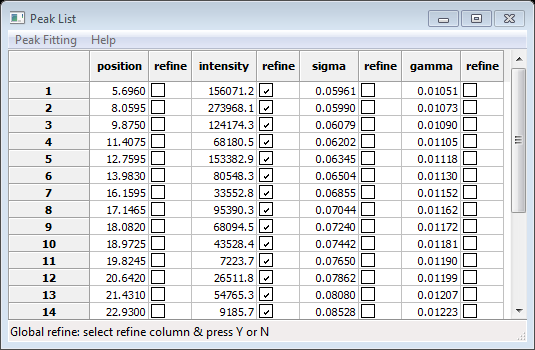 Peak List
Peak Fitting Help
position refine intensity refine sigma refine gamma refine
1 5.6960 156071.2 0.05961 0.01051
2 8.0595 273968.1 0.05990 0.01073
3 9.8750 124174.3 0.06079 0.01090
4 11.4075 68180.5 0.06202 0.01105
5 12.7595 153382.9 0.06345 0.01118
6 13.9830 80548.3 0.06504 0.01130
7 16.1595 33552.8 0.06855 0.01152
8 17.1465 95390.3 0.07044 0.01162
9 18.0820 68094.5 0.07240 0.01172
10 18.9725 43528.4 0.07442 0.01181
11 19.8245 7223.7 0.07650 0.01190
12 20.6420 26511.8 0.07862 0.01199
13 21.4310 54765.3 0.08080 0.01207
14 22.9300 9185.7 0.08528 0.01223
Global refine: select refine column & press Y or N